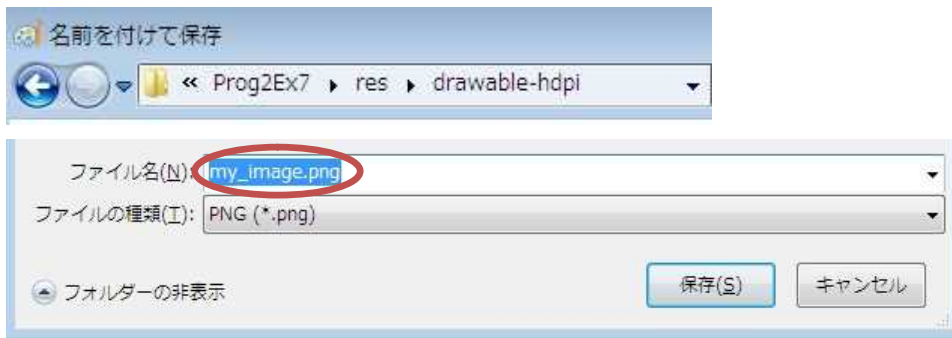 名前を付けて保存
« Prog2Ex7 ▸ res ▸ drawable-hdpi
ファイル名(N): my_image.png
ファイルの種類(T): PNG (*.png)
フォルダーの非表示
保存(S)
キャンセル